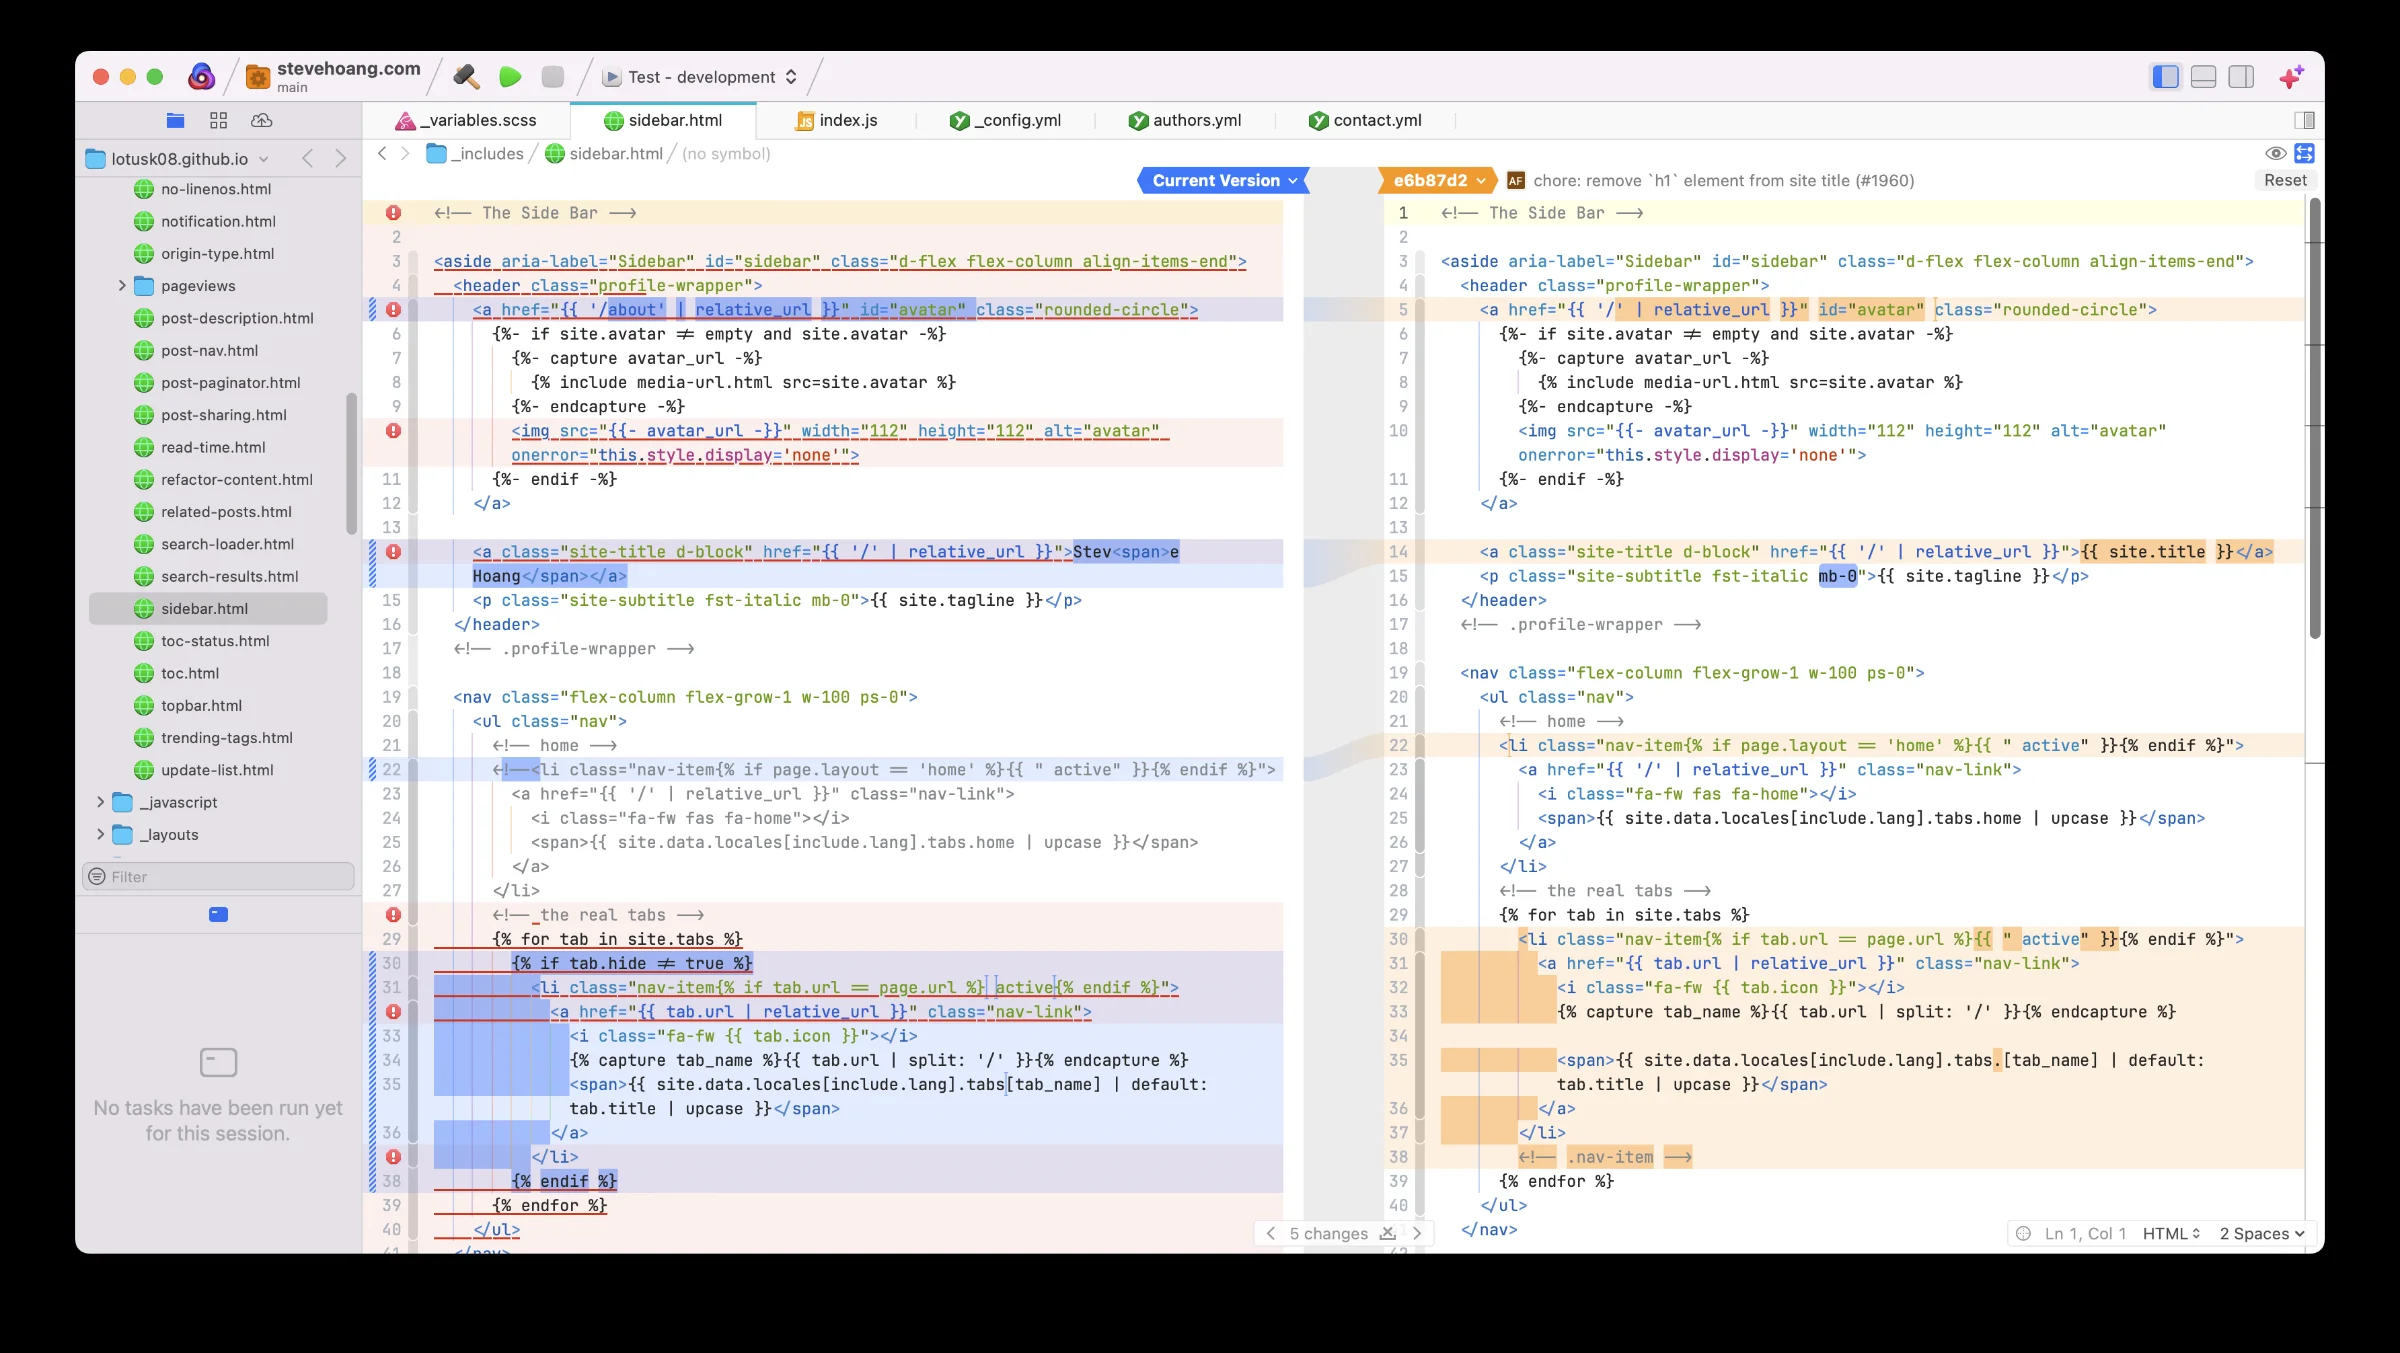 stevehoang.com
main
Test - development
_variables.scss
sidebar.html
index.js
_config.yml
authors.yml
contact.yml
lotusk08.github.io
_includes
sidebar.html
(no symbol)
no-linenos.html
notification.html
origin-type.html
pageviews
post-description.html
post-nav.html
post-paginator.html
post-sharing.html
read-time.html
refactor-content.html
related-posts.html
search-loader.html
search-results.html
sidebar.html
toc-status.html
toc.html
topbar.html
trending-tags.html
update-list.html
_javascript
_layouts
Filter
No tasks have been run yet
for this session.
Current Version
<!-- The Side Bar -->
2
3 <aside aria-label="Sidebar" id="sidebar" class="d-flex flex-column align-items-end">
4 <header class="profile-wrapper">
<a href="{{ '/about' | relative_url }}" id="avatar" class="rounded-circle">
6 {%- if site.avatar != empty and site.avatar -%}
7 {%- capture avatar_url -%}
8 {% include media-url.html src=site.avatar %}
9 {%- endcapture -%}
<img src="{{- avatar_url -}}" width="112" height="112" alt="avatar"
onerror="this.style.display='none'">
11 {%- endif -%}
12 </a>
13
<a class="site-title d-block" href="{{ '/' | relative_url }}">Stev<span>e
Hoang</span></a>
15 <p class="site-subtitle fst-italic mb-0">{{ site.tagline }}</p>
16 </header>
17 <!-- .profile-wrapper -->
18
19 <nav class="flex-column flex-grow-1 w-100 ps-0">
20 <ul class="nav">
21 <!-- home -->
22 <!--<li class="nav-item{% if page.layout == 'home' %}{{ " active" }}{% endif %}">
23 <a href="{{ '/' | relative_url }}" class="nav-link">
24 <i class="fa-fw fas fa-home"></i>
25 <span>{{ site.data.locales[include.lang].tabs.home | upcase }}</span>
26 </a>
27 </li>
<!-- the real tabs -->
29 {% for tab in site.tabs %}
30 {% if tab.hide != true %}
31 <li class="nav-item{% if tab.url == page.url %} active{% endif %}">
<a href="{{ tab.url | relative_url }}" class="nav-link">
33 <i class="fa-fw {{ tab.icon }}"></i>
34 {% capture tab_name %}{{ tab.url | split: '/' }}{% endcapture %}
35 <span>{{ site.data.locales[include.lang].tabs[tab_name] | default:
tab.title | upcase }}</span>
36 </a>
</li>
38 {% endif %}
39 {% endfor %}
40 </ul>
41 </nav>
e6b87d2
AF
chore: remove `h1` element from site title (#1960)
Reset
1 <!-- The Side Bar -->
2
3 <aside aria-label="Sidebar" id="sidebar" class="d-flex flex-column align-items-end">
4 <header class="profile-wrapper">
5 <a href="{{ '/' | relative_url }}" id="avatar" class="rounded-circle">
6 {%- if site.avatar != empty and site.avatar -%}
7 {%- capture avatar_url -%}
8 {% include media-url.html src=site.avatar %}
9 {%- endcapture -%}
10 <img src="{{- avatar_url -}}" width="112" height="112" alt="avatar"
onerror="this.style.display='none'">
11 {%- endif -%}
12 </a>
13
14 <a class="site-title d-block" href="{{ '/' | relative_url }}">{{ site.title }}</a>
15 <p class="site-subtitle fst-italic mb-0">{{ site.tagline }}</p>
16 </header>
17 <!-- .profile-wrapper -->
18
19 <nav class="flex-column flex-grow-1 w-100 ps-0">
20 <ul class="nav">
21 <!-- home -->
22 <li class="nav-item{% if page.layout == 'home' %}{{ " active" }}{% endif %}">
23 <a href="{{ '/' | relative_url }}" class="nav-link">
24 <i class="fa-fw fas fa-home"></i>
25 <span>{{ site.data.locales[include.lang].tabs.home | upcase }}</span>
26 </a>
27 </li>
28 <!-- the real tabs -->
29 {% for tab in site.tabs %}
30 <li class="nav-item{% if tab.url == page.url %}{{ " active" }}{% endif %}">
31 <a href="{{ tab.url | relative_url }}" class="nav-link">
32 <i class="fa-fw {{ tab.icon }}"></i>
33 {% capture tab_name %}{{ tab.url | split: '/' }}{% endcapture %}
34
35 <span>{{ site.data.locales[include.lang].tabs.[tab_name] | default:
tab.title | upcase }}</span>
36 </a>
37 </li>
38 <!-- .nav-item -->
39 {% endfor %}
40 </ul>
</nav>
42
5 changes
Ln 1, Col 1
HTML
2 Spaces